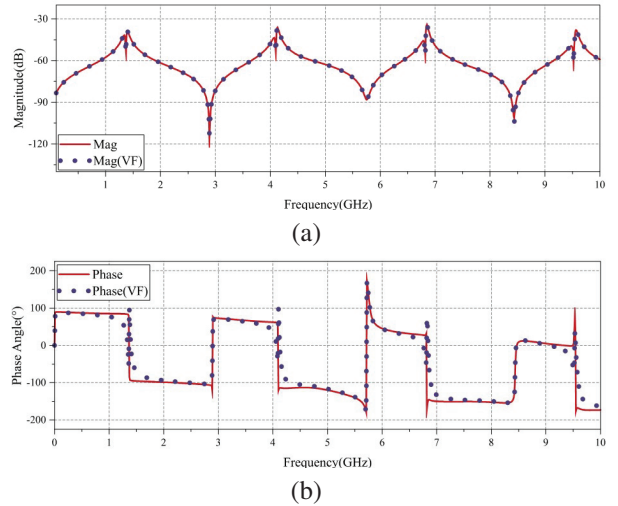 -30
-60
-90
-120
Magnitude(dB)
Mag
Mag(VF)
1 2 3 4 5 6 7 8 9 10
Frequency(GHz)
(a)
200
100
0
-100
-200
Phase Angle(°)
Phase
Phase(VF)
0 1 2 3 4 5 6 7 8 9 10
Frequency(GHz)
(b)